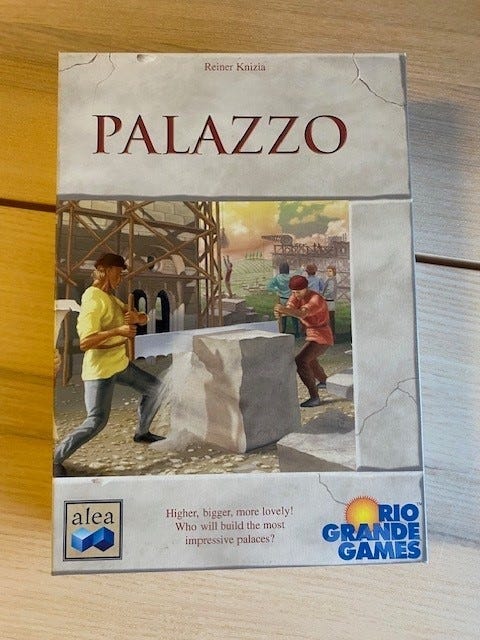 Reiner Knizia
PALAZZO
alea
Higher, bigger, more lovely!
Who will build the most
impressive palaces?
RIO
GRANDE
GAMES